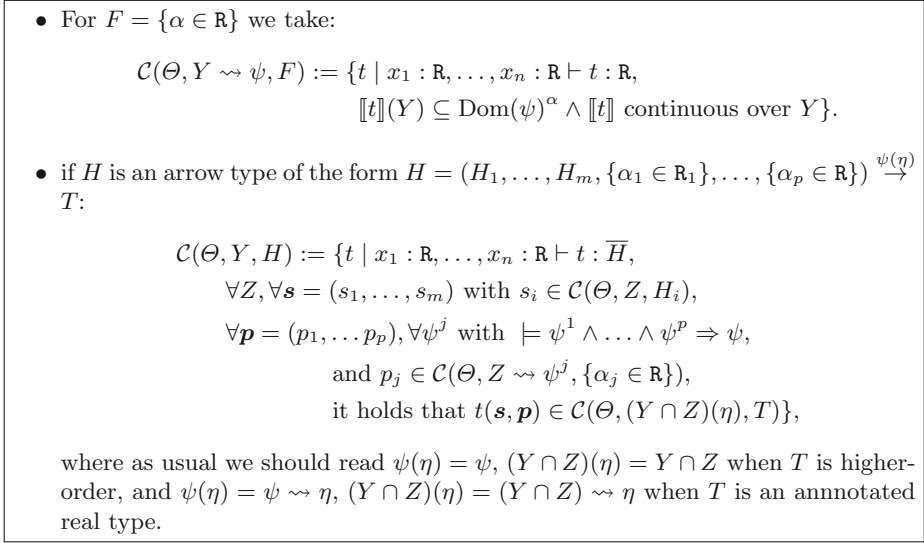 • For F = {α ∈ R} we take:
C(Θ, Y ⇝ ψ, F) := {t | x₁ : R, . . . , xₙ : R ⊢ t : R,
⟦t⟧(Y) ⊆ Dom(ψ)^α ∧ ⟦t⟧ continuous over Y}.
• if H is an arrow type of the form H = (H₁, . . . , Hₘ, {α₁ ∈ R₁}, . . . , {αₚ ∈ R}) →^{ψ(η)}
T:
C(Θ, Y, H) := {t | x₁ : R, . . . , xₙ : R ⊢ t : H̅,
∀Z, ∀s = (s₁, . . . , sₘ) with sᵢ ∈ C(Θ, Z, Hᵢ),
∀p = (p₁, . . . pₚ), ∀ψʲ with ⊨ ψ¹ ∧ . . . ∧ ψᵖ ⇒ ψ,
and pⱼ ∈ C(Θ, Z ⇝ ψʲ, {αⱼ ∈ R}),
it holds that t(s, p) ∈ C(Θ, (Y ∩ Z)(η), T)},
where as usual we should read ψ(η) = ψ, (Y ∩ Z)(η) = Y ∩ Z when T is higher-
order, and ψ(η) = ψ ⇝ η, (Y ∩ Z)(η) = (Y ∩ Z) ⇝ η when T is an annnotated
real type.